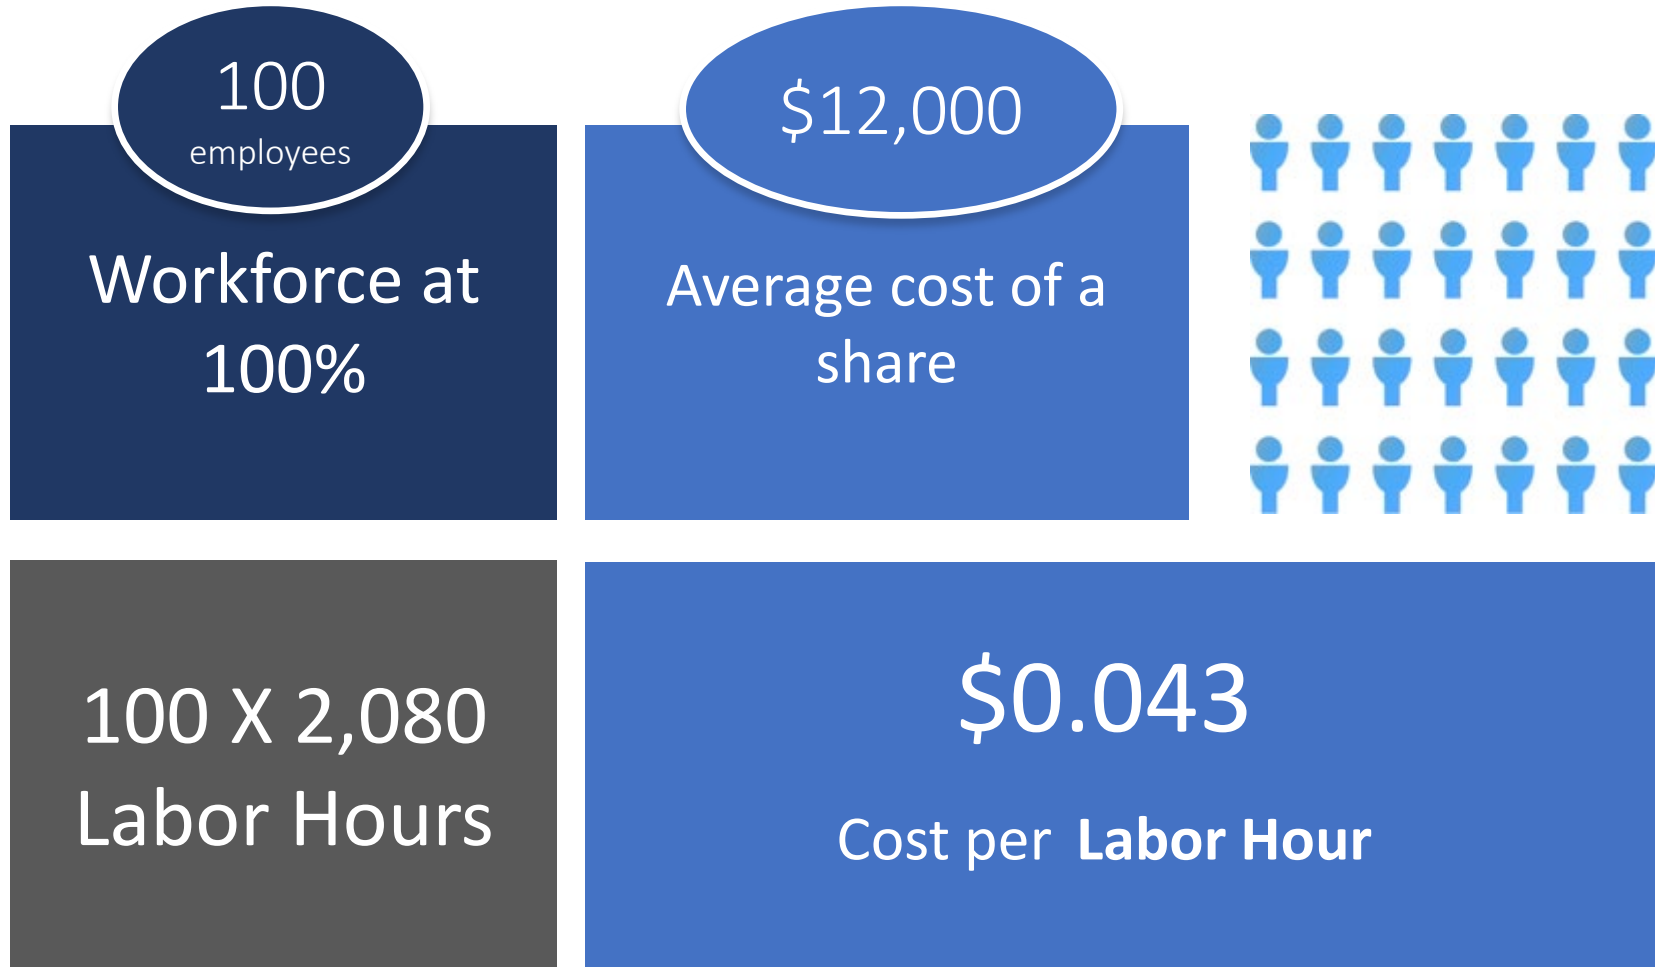 100
employees
Workforce at
100%
$12,000
Average cost of a
share
100 X 2,080
Labor Hours
$0.043
Cost per Labor Hour